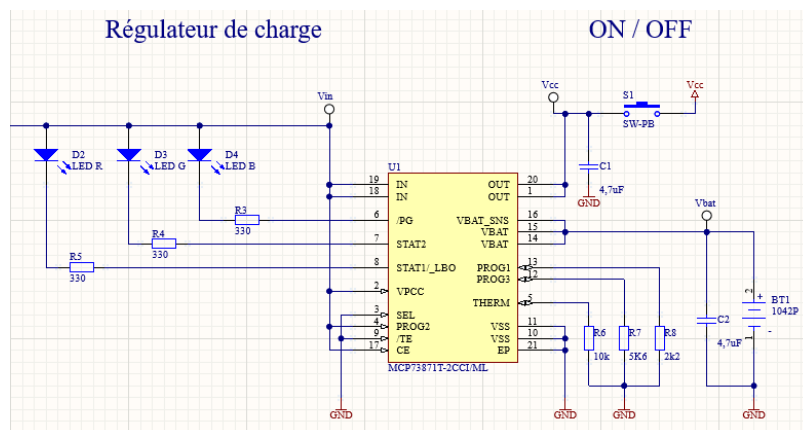 Régulateur de charge
ON / OFF
Vin
Vcc
S1
Vcc
SW-PB
D2
LED R
D3
LED G
D4
LED B
C1
4,7uF
GND
U1
19 IN OUT 20
18 IN OUT 1
6 /PG VBAT_SNS 16
VBAT 15
7 STAT2 VBAT 14
8 STAT1/_LBO PROG1 13
PROG3 12
2 VPCC THERM 5
3 SEL VSS 11
4 PROG2 VSS 10
9 /TE EP 21
17 CE
MCP73871T-2CCI/ML
R3
330
R4
330
R5
330
Vbat
R6
10k
R7
5K6
R8
2k2
C2
4,7uF
2
+
BT1
1042P
-
1
GND
GND
GND
GND